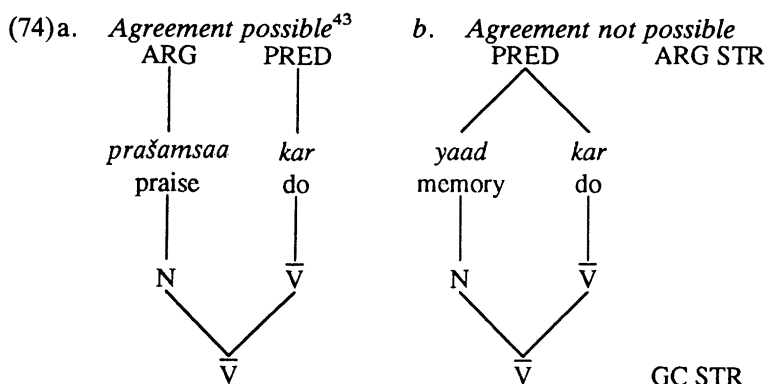 (74)a. Agreement possible⁴³ b. Agreement not possible
ARG PRED PRED ARG STR
prašamsaa kar yaad kar
praise do memory do
N V̅ N V̅
V̅ V̅ GC STR